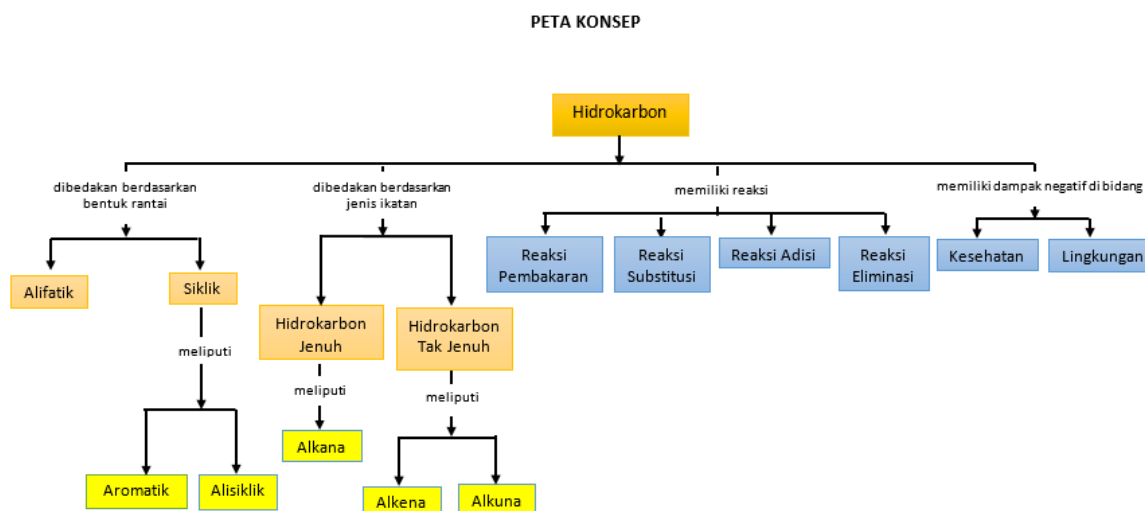 PETA KONSEP
Hidrokarbon
dibedakan berdasarkan
bentuk rantai
dibedakan berdasarkan
jenis ikatan
memiliki reaksi
memiliki dampak negatif di bidang
Alifatik
Siklik
Hidrokarbon
Jenuh
Hidrokarbon
Tak Jenuh
Reaksi
Pembakaran
Reaksi
Substitusi
Reaksi Adisi
Reaksi
Eliminasi
Kesehatan
Lingkungan
meliputi
meliputi
meliputi
Aromatik
Alisiklik
Alkana
Alkena
Alkuna